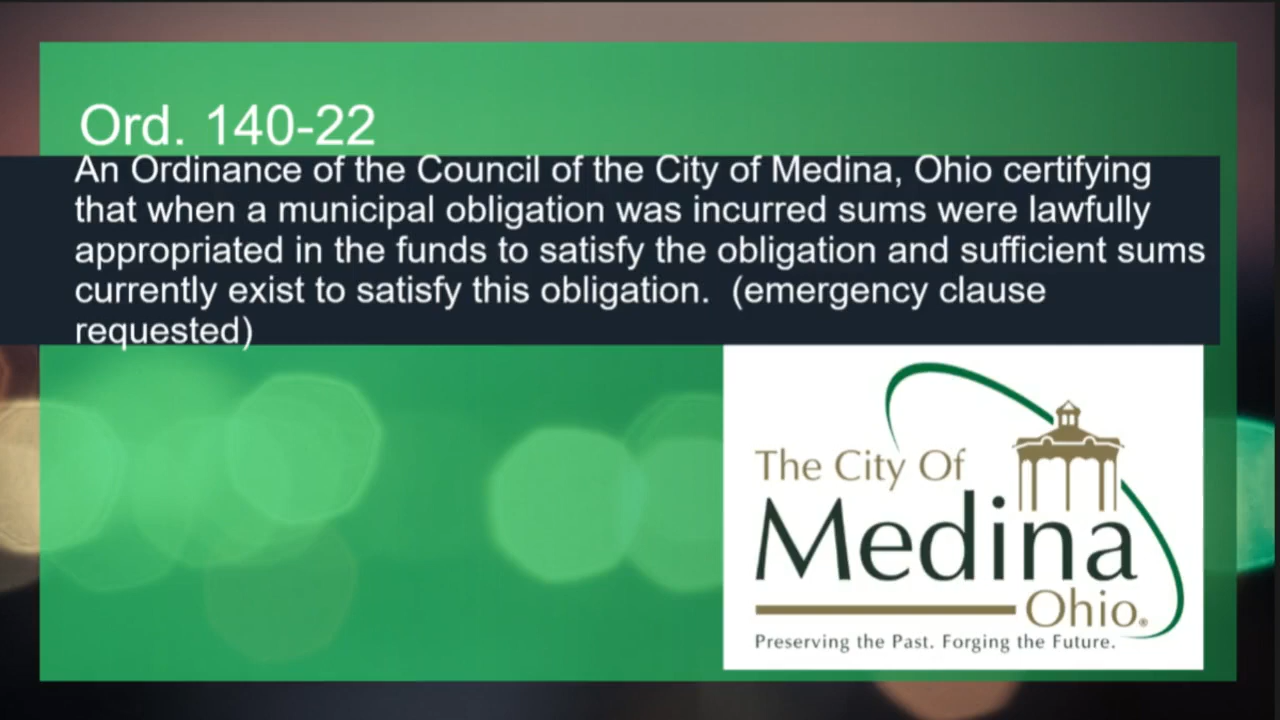 Ord. 140-22
An Ordinance of the Council of the City of Medina, Ohio certifying
that when a municipal obligation was incurred sums were lawfully
appropriated in the funds to satisfy the obligation and sufficient sums
currently exist to satisfy this obligation.  (emergency clause
requested)
The City Of
Medina
Ohio®
Preserving the Past. Forging the Future.